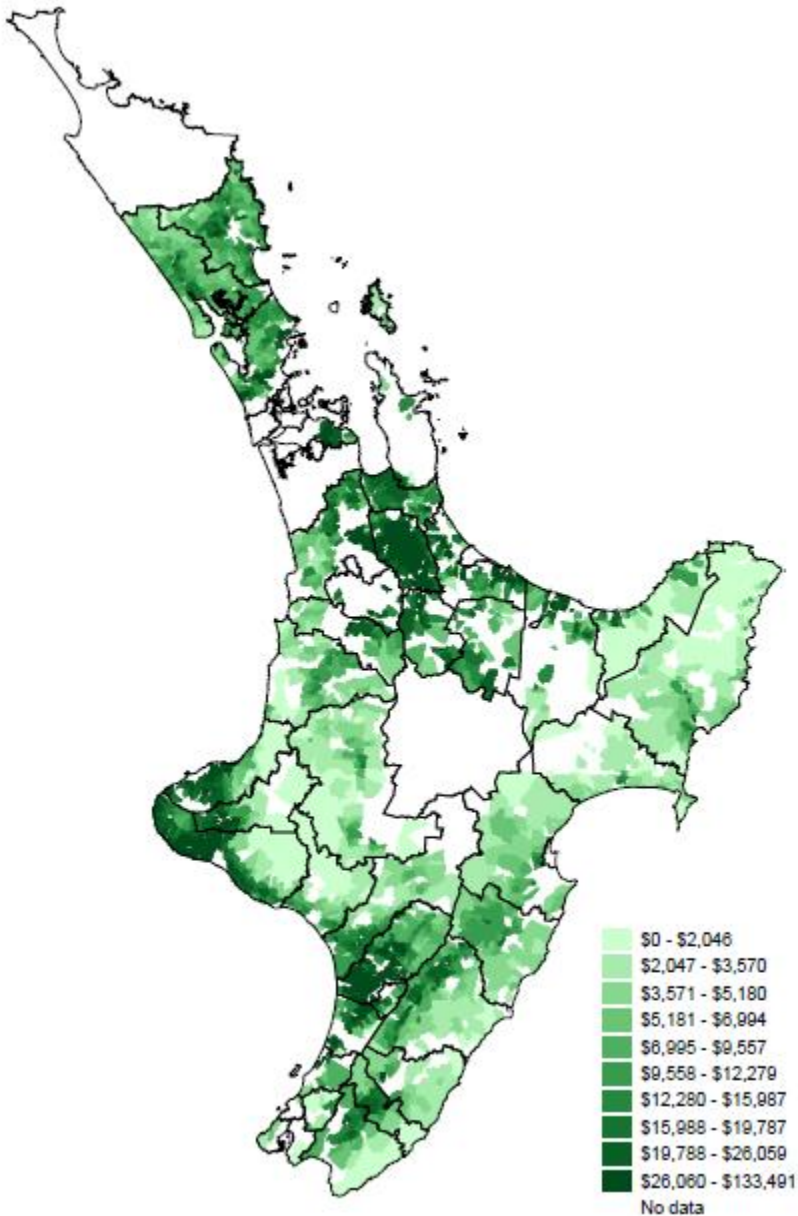 $0 - $2,046
$2,047 - $3,570
$3,571 - $5,180
$5,181 - $6,994
$6,995 - $9,557
$9,558 - $12,279
$12,280 - $15,987
$15,988 - $19,787
$19,788 - $26,059
$26,060 - $133,491
No data